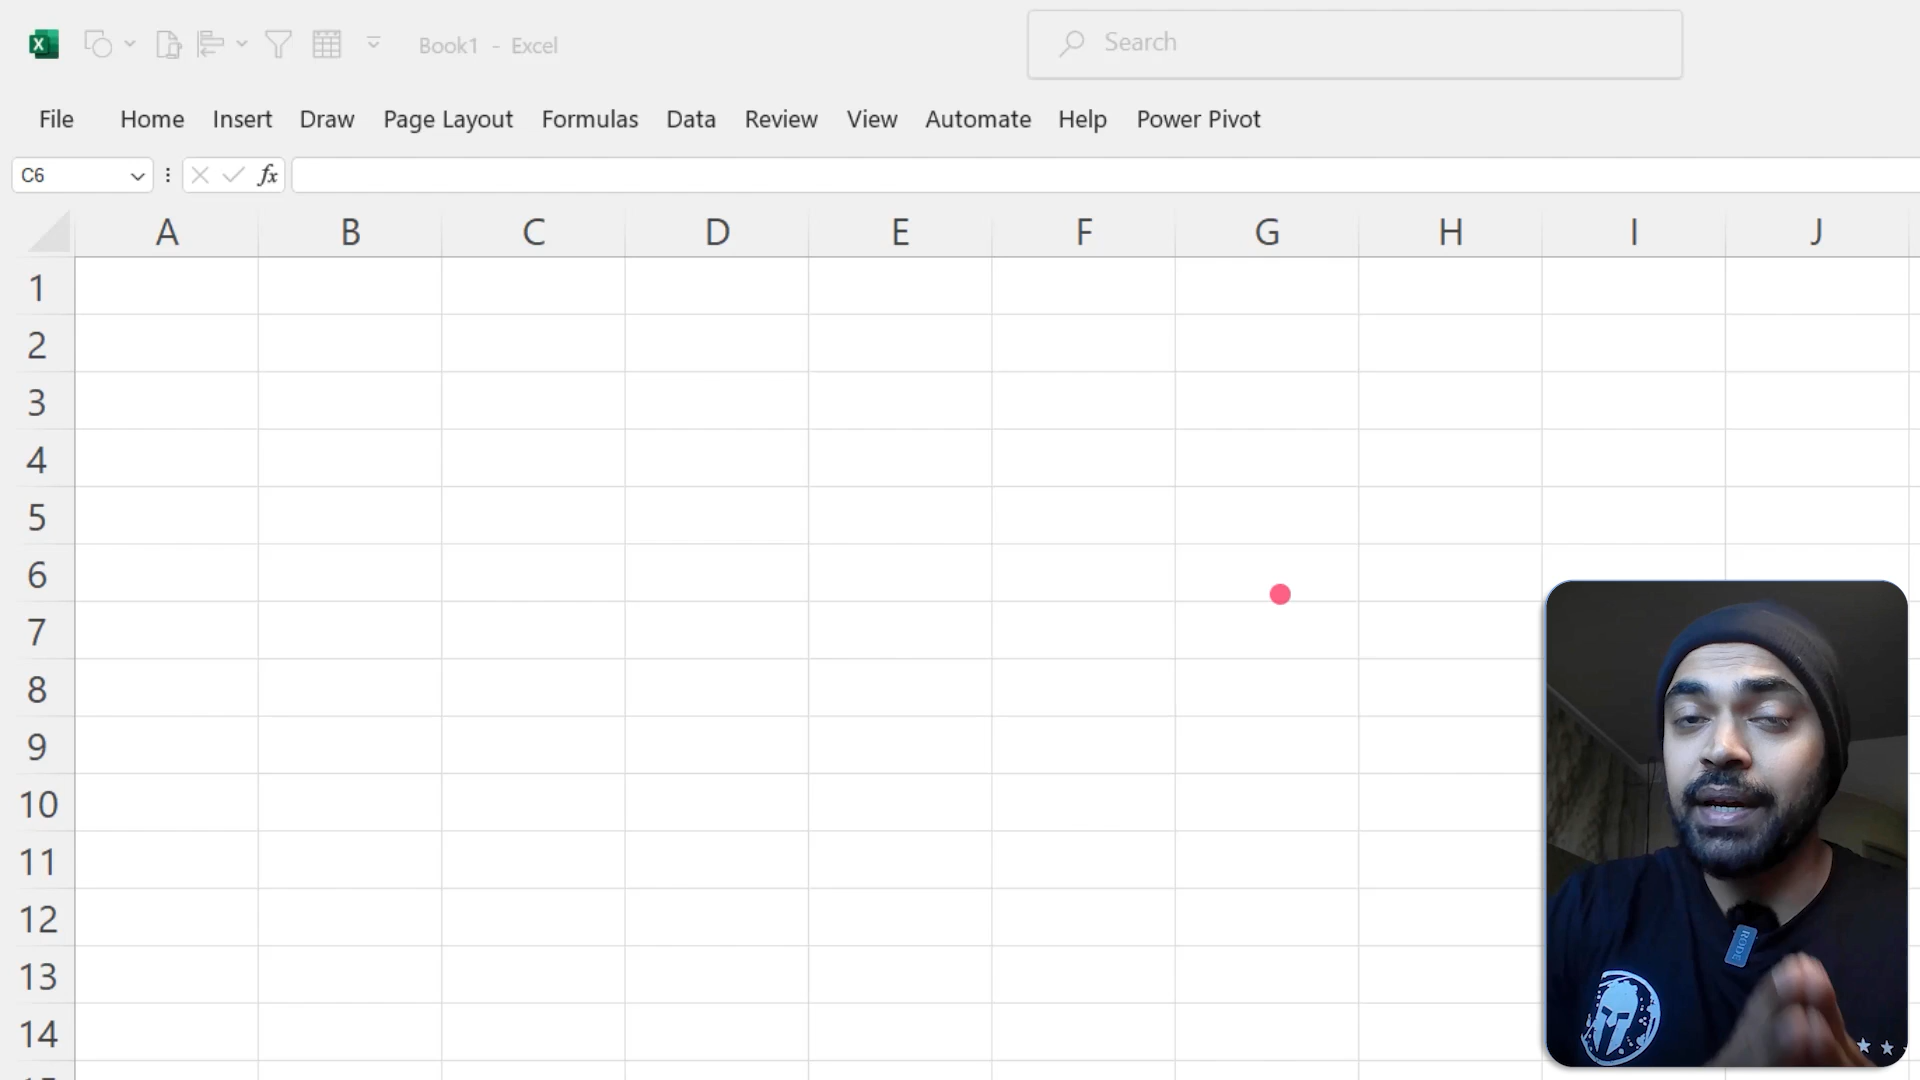 Book1 - Excel
Search
File Home Insert Draw Page Layout Formulas Data Review View Automate Help Power Pivot
C6 fx
A B C D E F G H I J
1
2
3
4
5
6
7
8
9
10
11
12
13
14
RODE